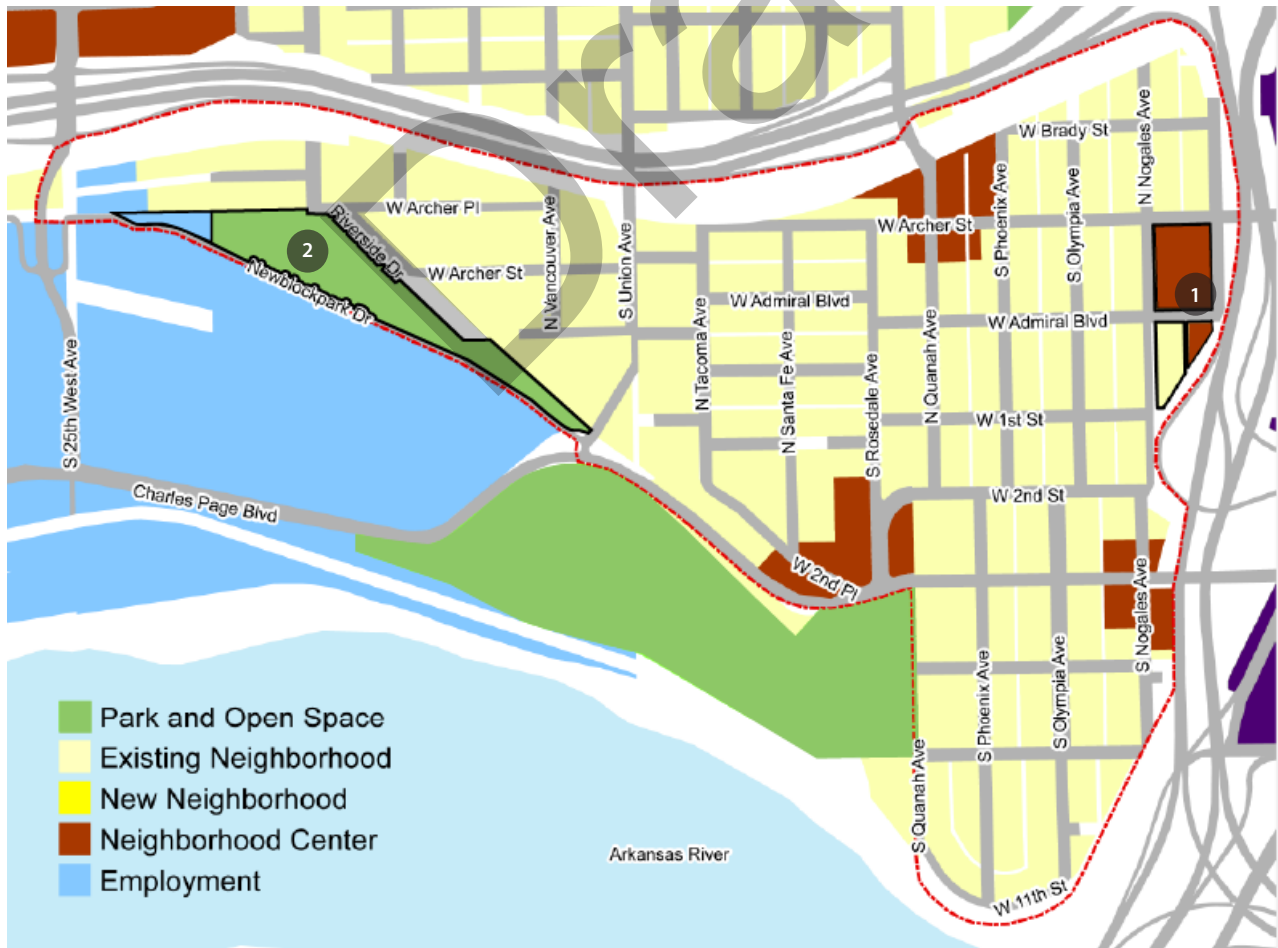 Dra
W Brady St
N Nogales Ave
S Phoenix Ave
S Olympia Ave
W Archer Pl
Riverside Dr
N Vancouver Ave
W Archer St
S Union Ave
W Archer St
2
Newblockpark Dr
1
W Admiral Blvd
W Admiral Blvd
N Tacoma Ave
N Santa Fe Ave
S Rosedale Ave
N Quanah Ave
S 25th West Ave
W 1st St
Charles Page Blvd
W 2nd St
W 2nd Pl
S Nogales Ave
S Phoenix Ave
S Olympia Ave
S Quanah Ave
W 11th St
Arkansas River
Park and Open Space
Existing Neighborhood
New Neighborhood
Neighborhood Center
Employment